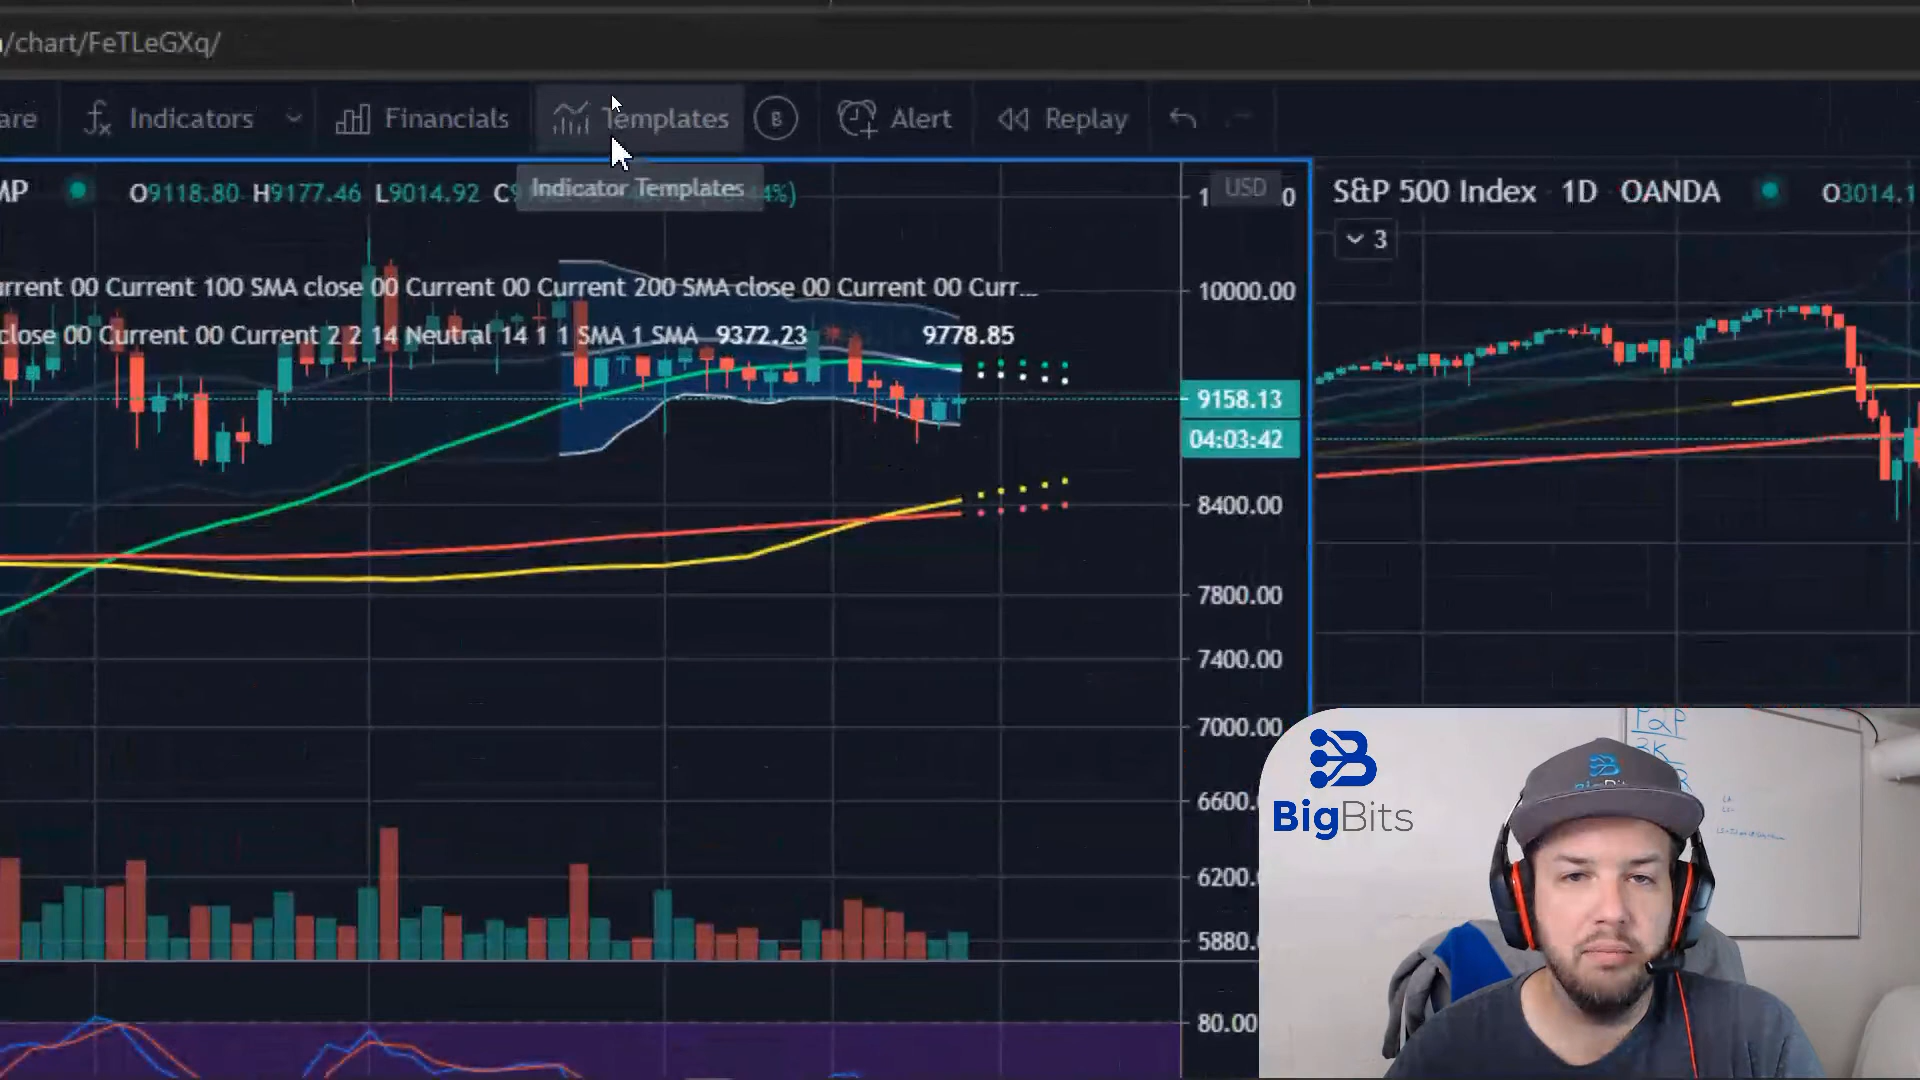 /chart/FeTLeGXq/
are
Indicators
Financials
Templates
B
Alert
Replay
Indicator Templates
MP
O9118.80 H9177.46 L9014.92 C9
4%)
USD
S&P 500 Index 1D OANDA
O3014.1
3
rrent 00 Current 100 SMA close 00 Current 00 Current 200 SMA close 00 Current 00 Curr...
close 00 Current 00 Current 2 2 14 Neutral 14 1 1 SMA 1 SMA 9372.23 9778.85
10000.00
9158.13
04:03:42
8400.00
7800.00
7400.00
7000.00
6600.
6200.
5880.
80.00
BigBits
P2P
3K